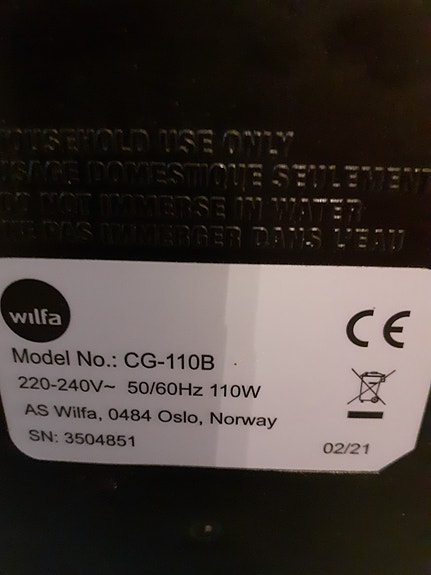 HOUSEHOLD USE ONLY
USAGE DOMESTIQUE SEULEMENT
DO NOT IMMERSE IN WATER
NE PAS IMMERGER DANS L'EAU
wilfa
CE
Model No.: CG-110B
220-240V~ 50/60Hz 110W
AS Wilfa, 0484 Oslo, Norway
SN: 3504851
02/21